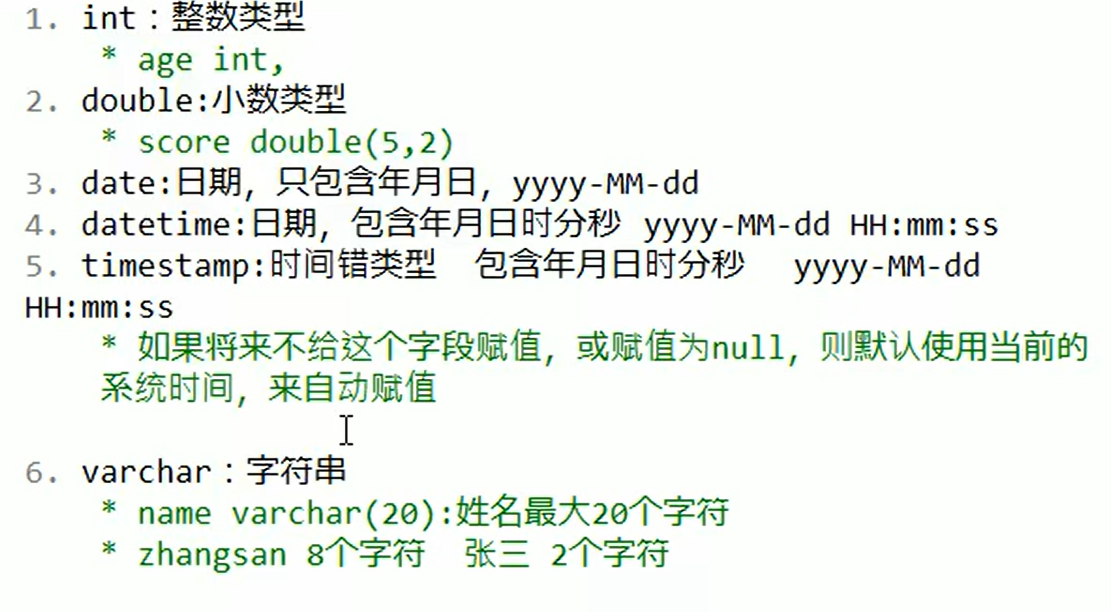 1. int：整数类型
* age int,
2. double:小数类型
* score double(5,2)
3. date:日期，只包含年月日，yyyy-MM-dd
4. datetime:日期，包含年月日时分秒 yyyy-MM-dd HH:mm:ss
5. timestamp:时间错类型 包含年月日时分秒 yyyy-MM-dd
HH:mm:ss
* 如果将来不给这个字段赋值，或赋值为null，则默认使用当前的
系统时间，来自动赋值
6. varchar：字符串
* name varchar(20):姓名最大20个字符
* zhangsan 8个字符 张三 2个字符